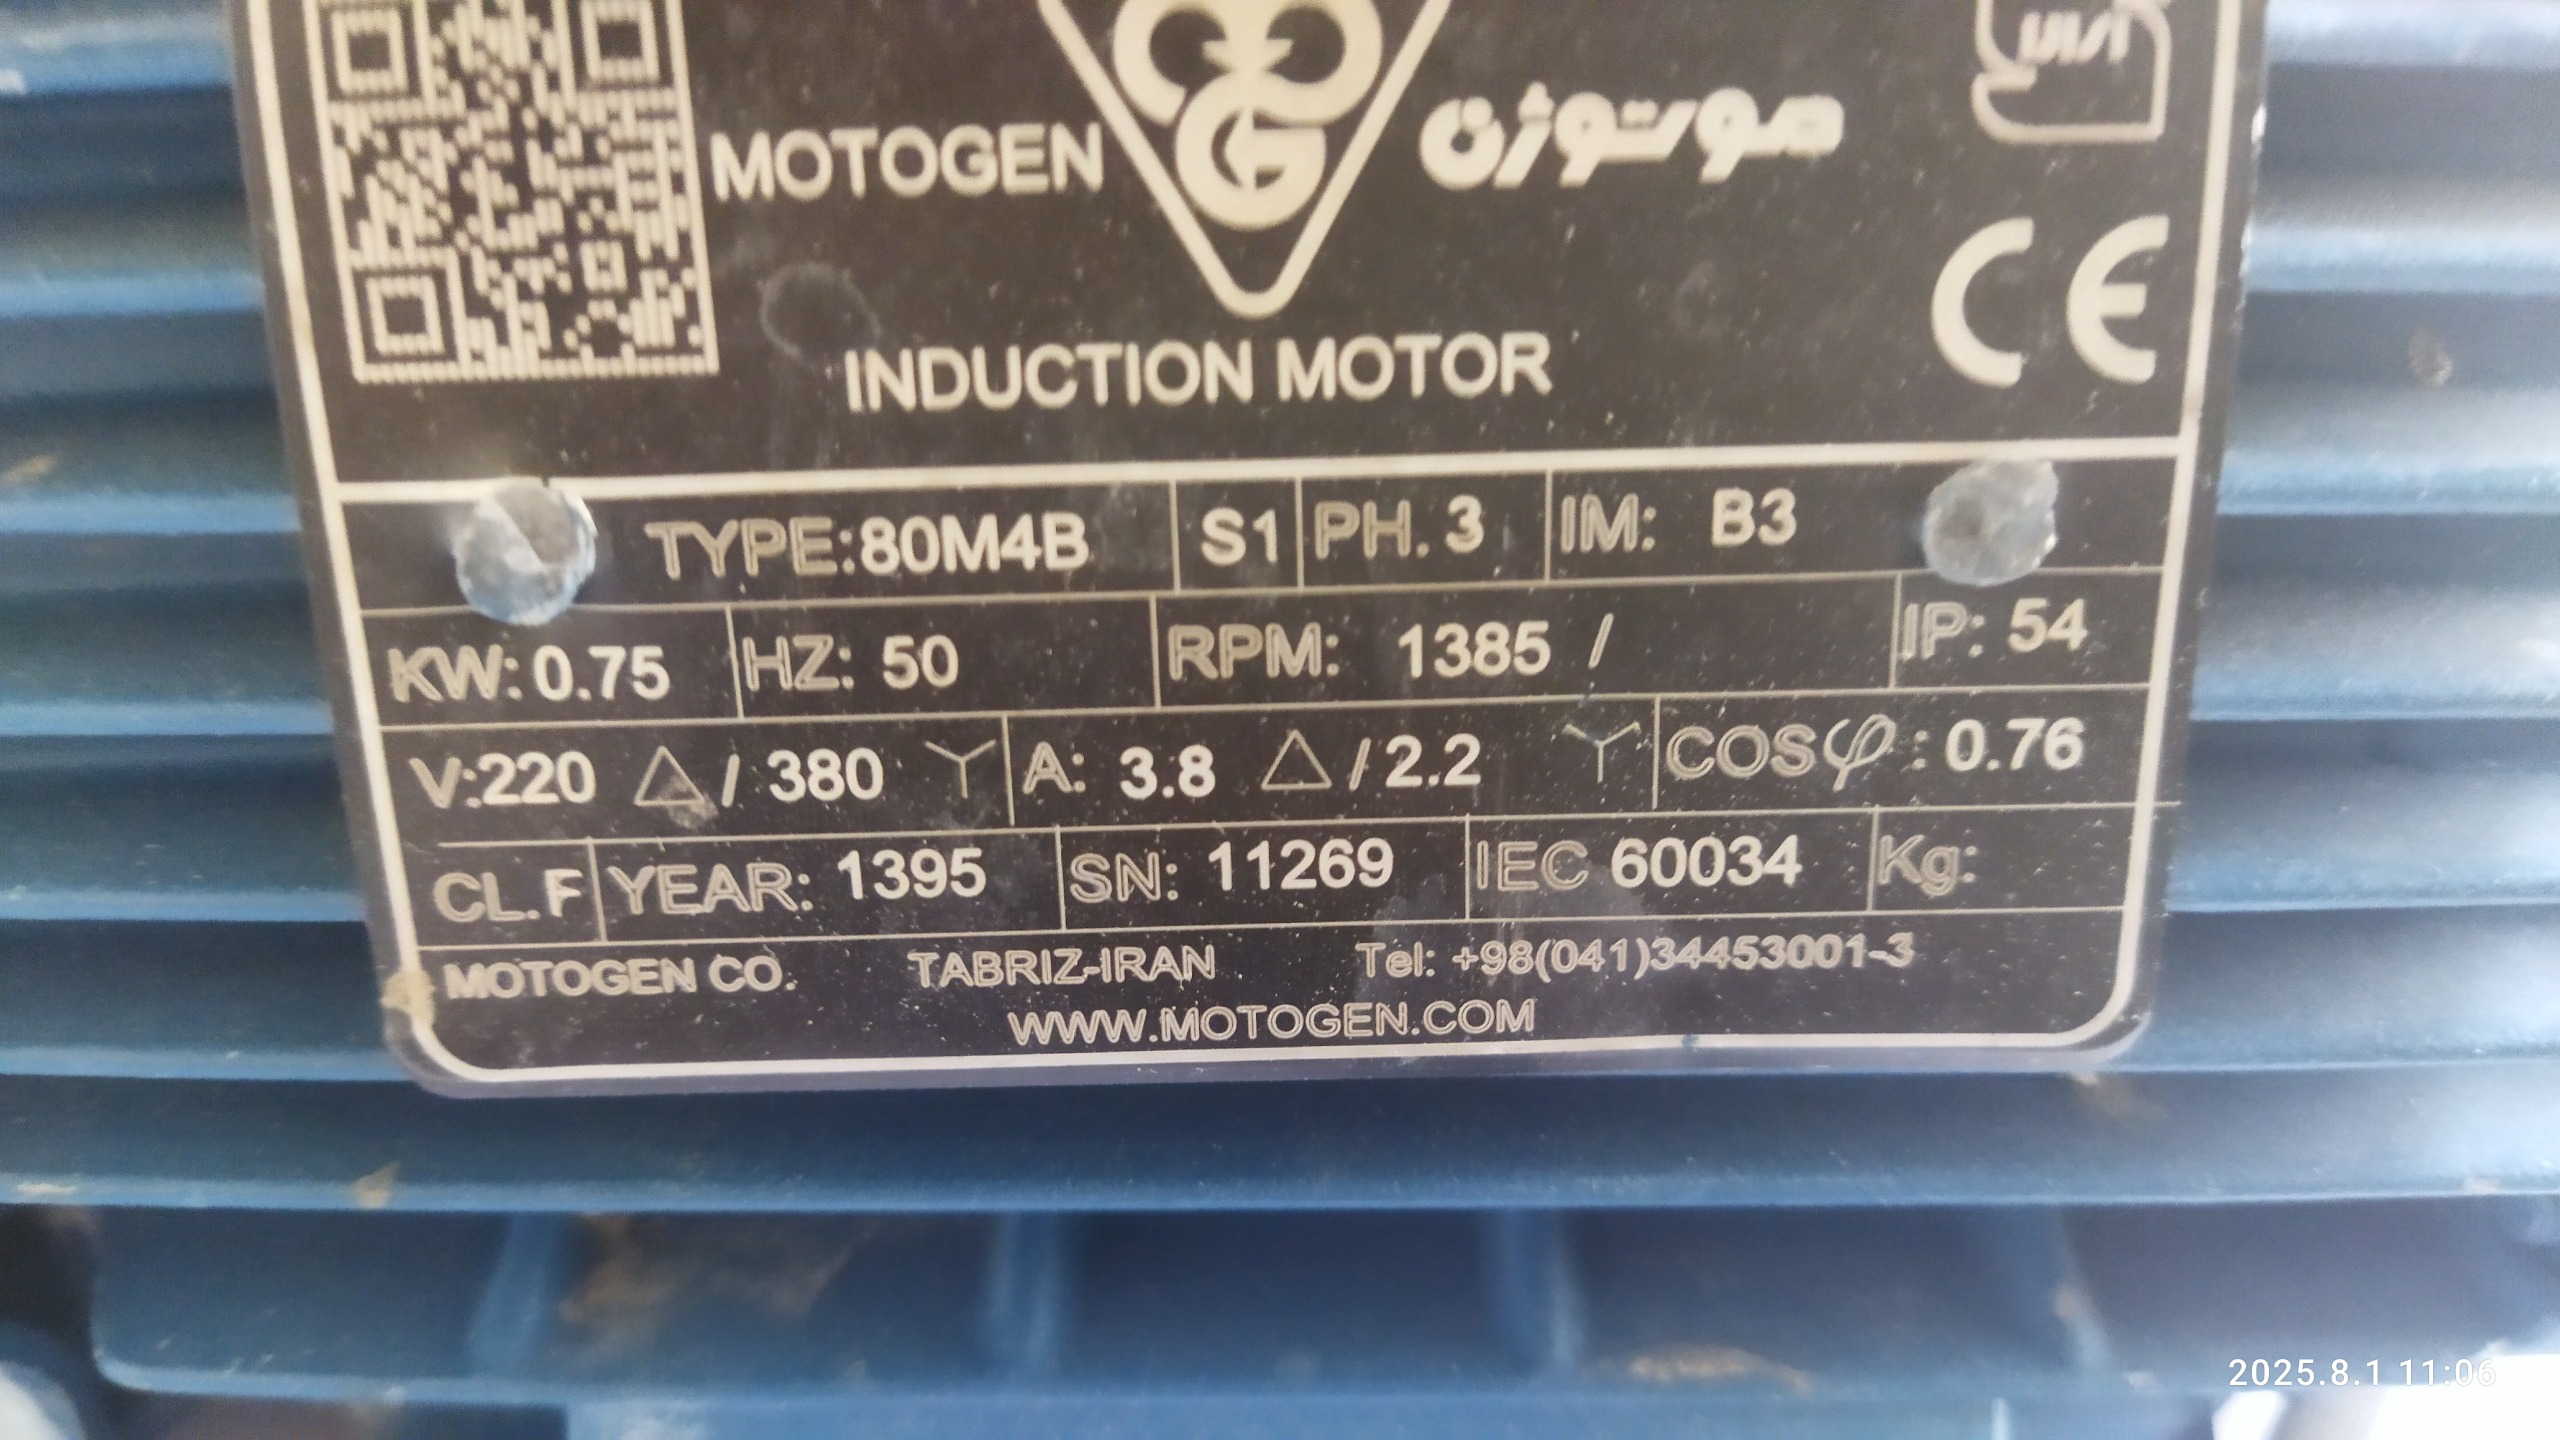 MOTOGEN موتوژن
CE
INDUCTION MOTOR
TYPE:80M4B S1 PH. 3 IM: B3
KW: 0.75 HZ: 50 RPM: 1385 / IP: 54
V:220 △ / 380 Y A: 3.8 △ / 2.2 Y COSφ : 0.76
CL. F YEAR: 1395 SN: 11269 IEC 60034 Kg:
MOTOGEN CO. TABRIZ-IRAN Tel: +98(041)34453001-3
WWW.MOTOGEN.COM
2025.8.1 11:06